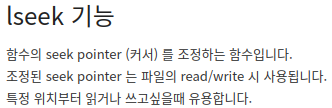 lseek 기능
함수의 seek pointer (커서) 를 조정하는 함수입니다.
조정된 seek pointer 는 파일의 read/write 시 사용됩니다.
특정 위치부터 읽거나 쓰고싶을때 유용합니다.